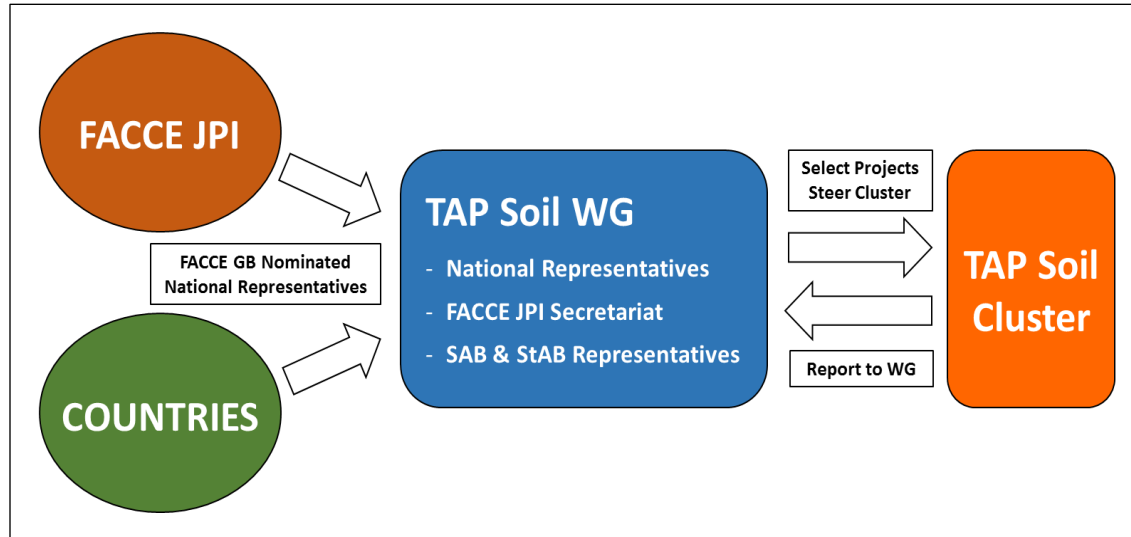 FACCE JPI
FACCE GB Nominated
National Representatives
COUNTRIES
TAP Soil WG
- National Representatives
- FACCE JPI Secretariat
- SAB & StAB Representatives
Select Projects
Steer Cluster
Report to WG
TAP Soil
Cluster